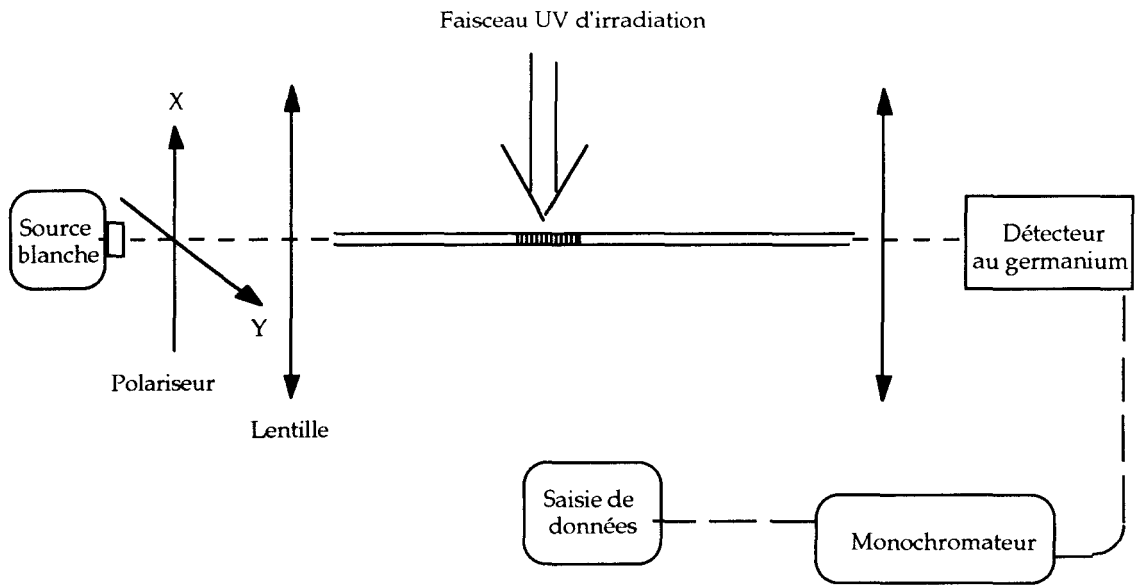 Faisceau UV d'irradiation
X
Source
blanche
Y
Polariseur
Lentille
Détecteur
au germanium
Saisie de
données
Monochromateur